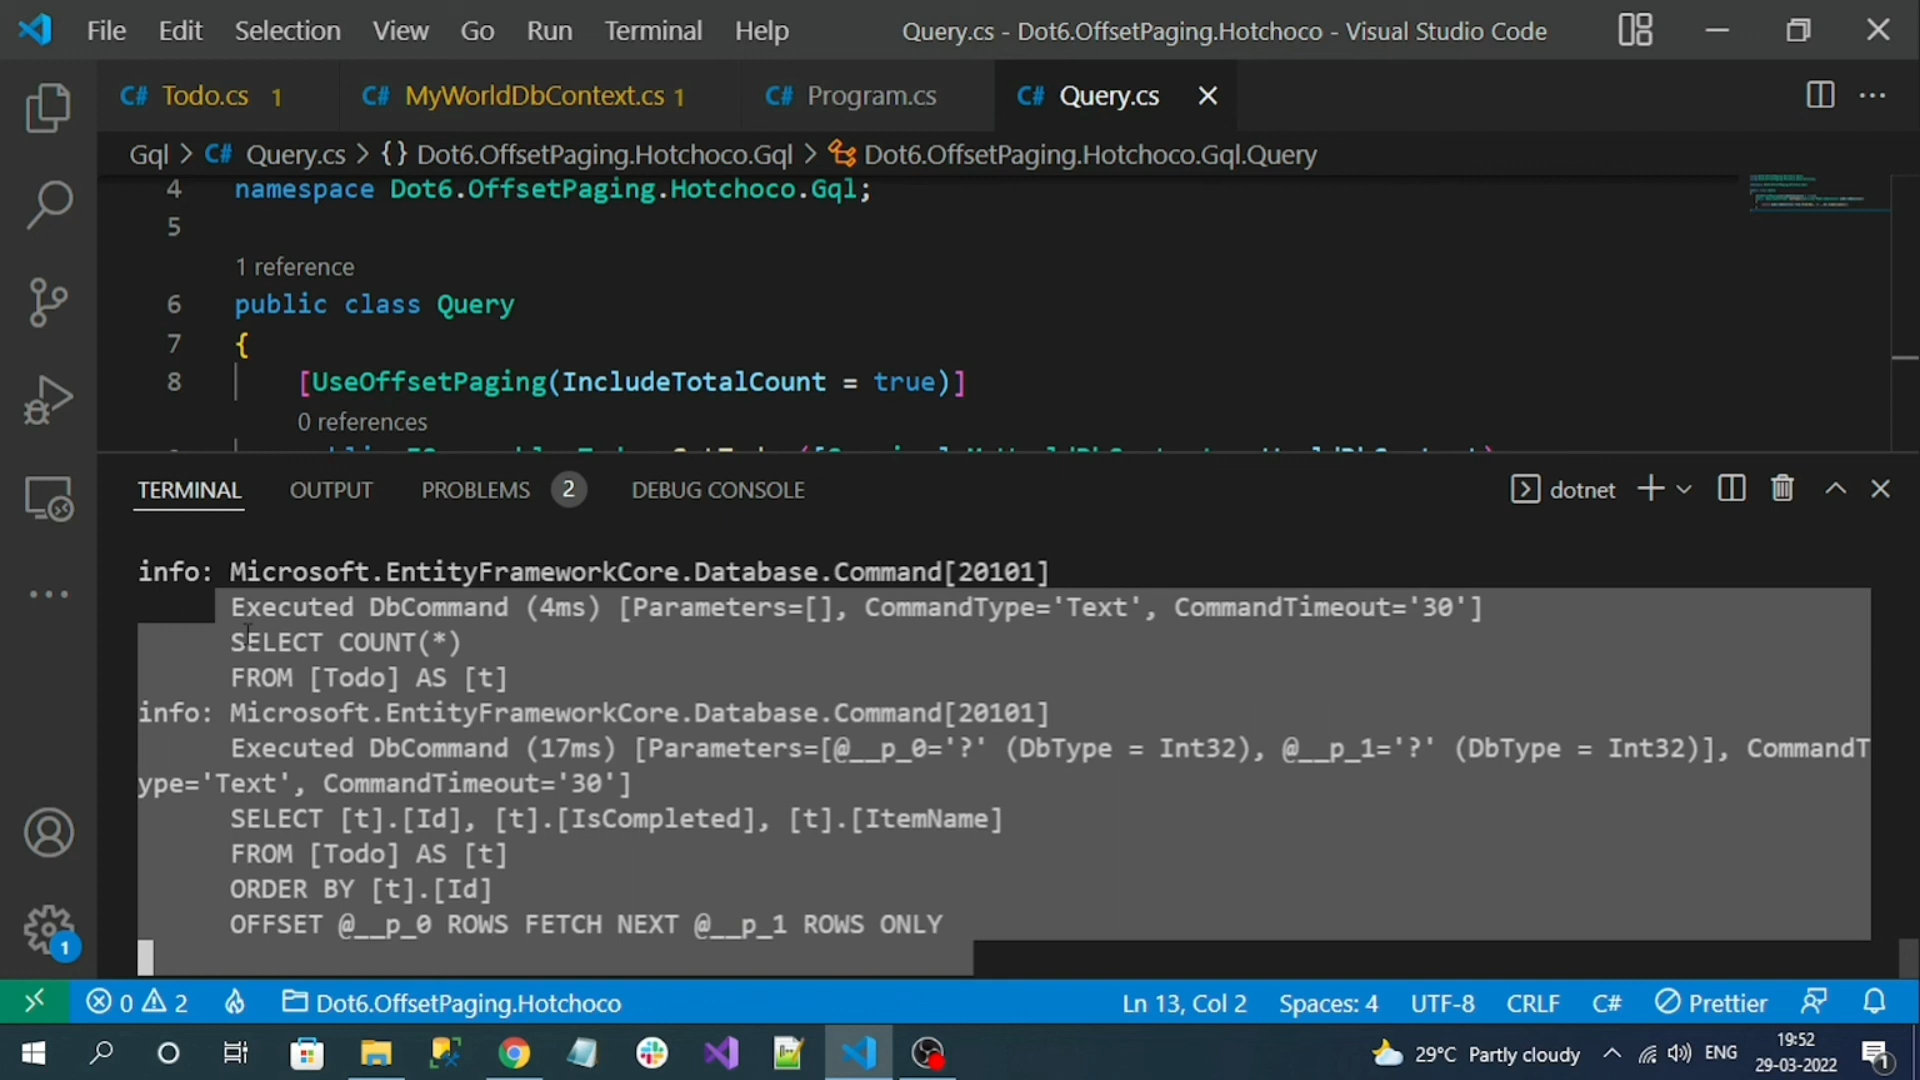 File Edit Selection View Go Run Terminal Help Query.cs - Dot6.OffsetPaging.Hotchoco - Visual Studio Code
C# Todo.cs 1 C# MyWorldDbContext.cs 1 C# Program.cs C# Query.cs
Gql > C# Query.cs > {} Dot6.OffsetPaging.Hotchoco.Gql > Dot6.OffsetPaging.Hotchoco.Gql.Query
4 namespace Dot6.OffsetPaging.Hotchoco.Gql;
5
1 reference
6 public class Query
7 {
8 [UseOffsetPaging(IncludeTotalCount = true)]
0 references
TERMINAL OUTPUT PROBLEMS 2 DEBUG CONSOLE dotnet
info: Microsoft.EntityFrameworkCore.Database.Command[20101]
Executed DbCommand (4ms) [Parameters=[], CommandType='Text', CommandTimeout='30']
SELECT COUNT(*)
FROM [Todo] AS [t]
info: Microsoft.EntityFrameworkCore.Database.Command[20101]
Executed DbCommand (17ms) [Parameters=[@__p_0='?' (DbType = Int32), @__p_1='?' (DbType = Int32)], CommandT
ype='Text', CommandTimeout='30']
SELECT [t].[Id], [t].[IsCompleted], [t].[ItemName]
FROM [Todo] AS [t]
ORDER BY [t].[Id]
OFFSET @__p_0 ROWS FETCH NEXT @__p_1 ROWS ONLY
1
0 2 Dot6.OffsetPaging.Hotchoco Ln 13, Col 2 Spaces: 4 UTF-8 CRLF C# Prettier
29°C Partly cloudy ENG 19:52
29-03-2022 1